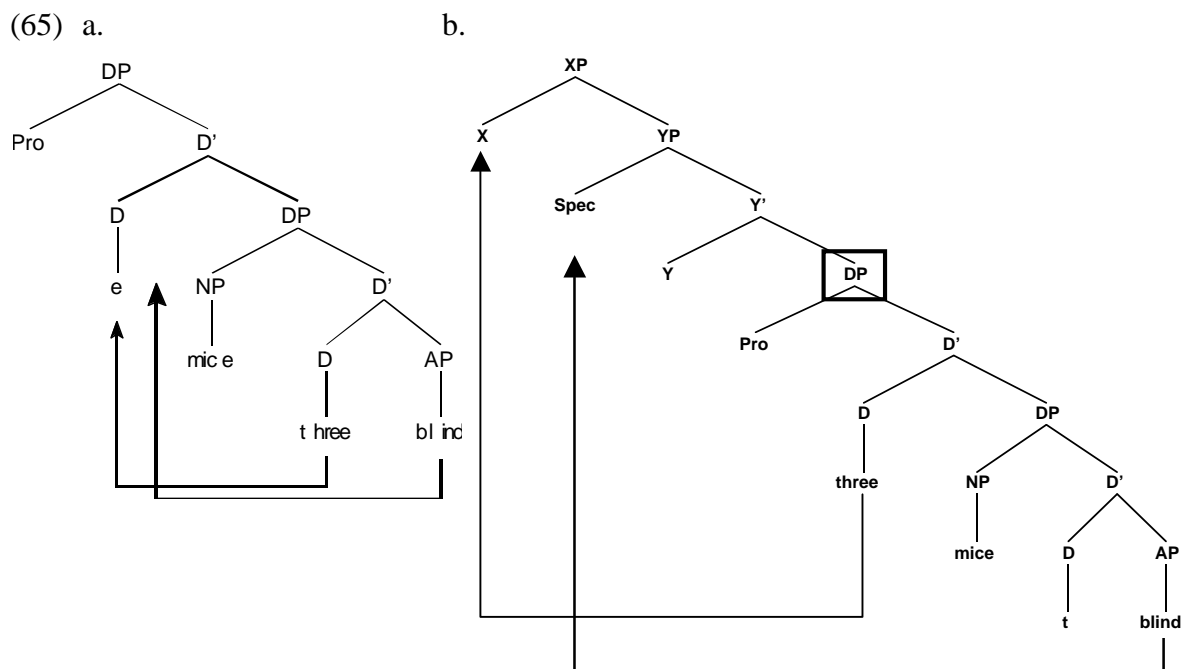 (65) a. b.
DP
XP
Pro D'
X YP
D DP
Spec Y'
e NP D'
Y DP
mice D AP
Pro D'
three blind
D DP
three NP D'
mice D AP
t blind